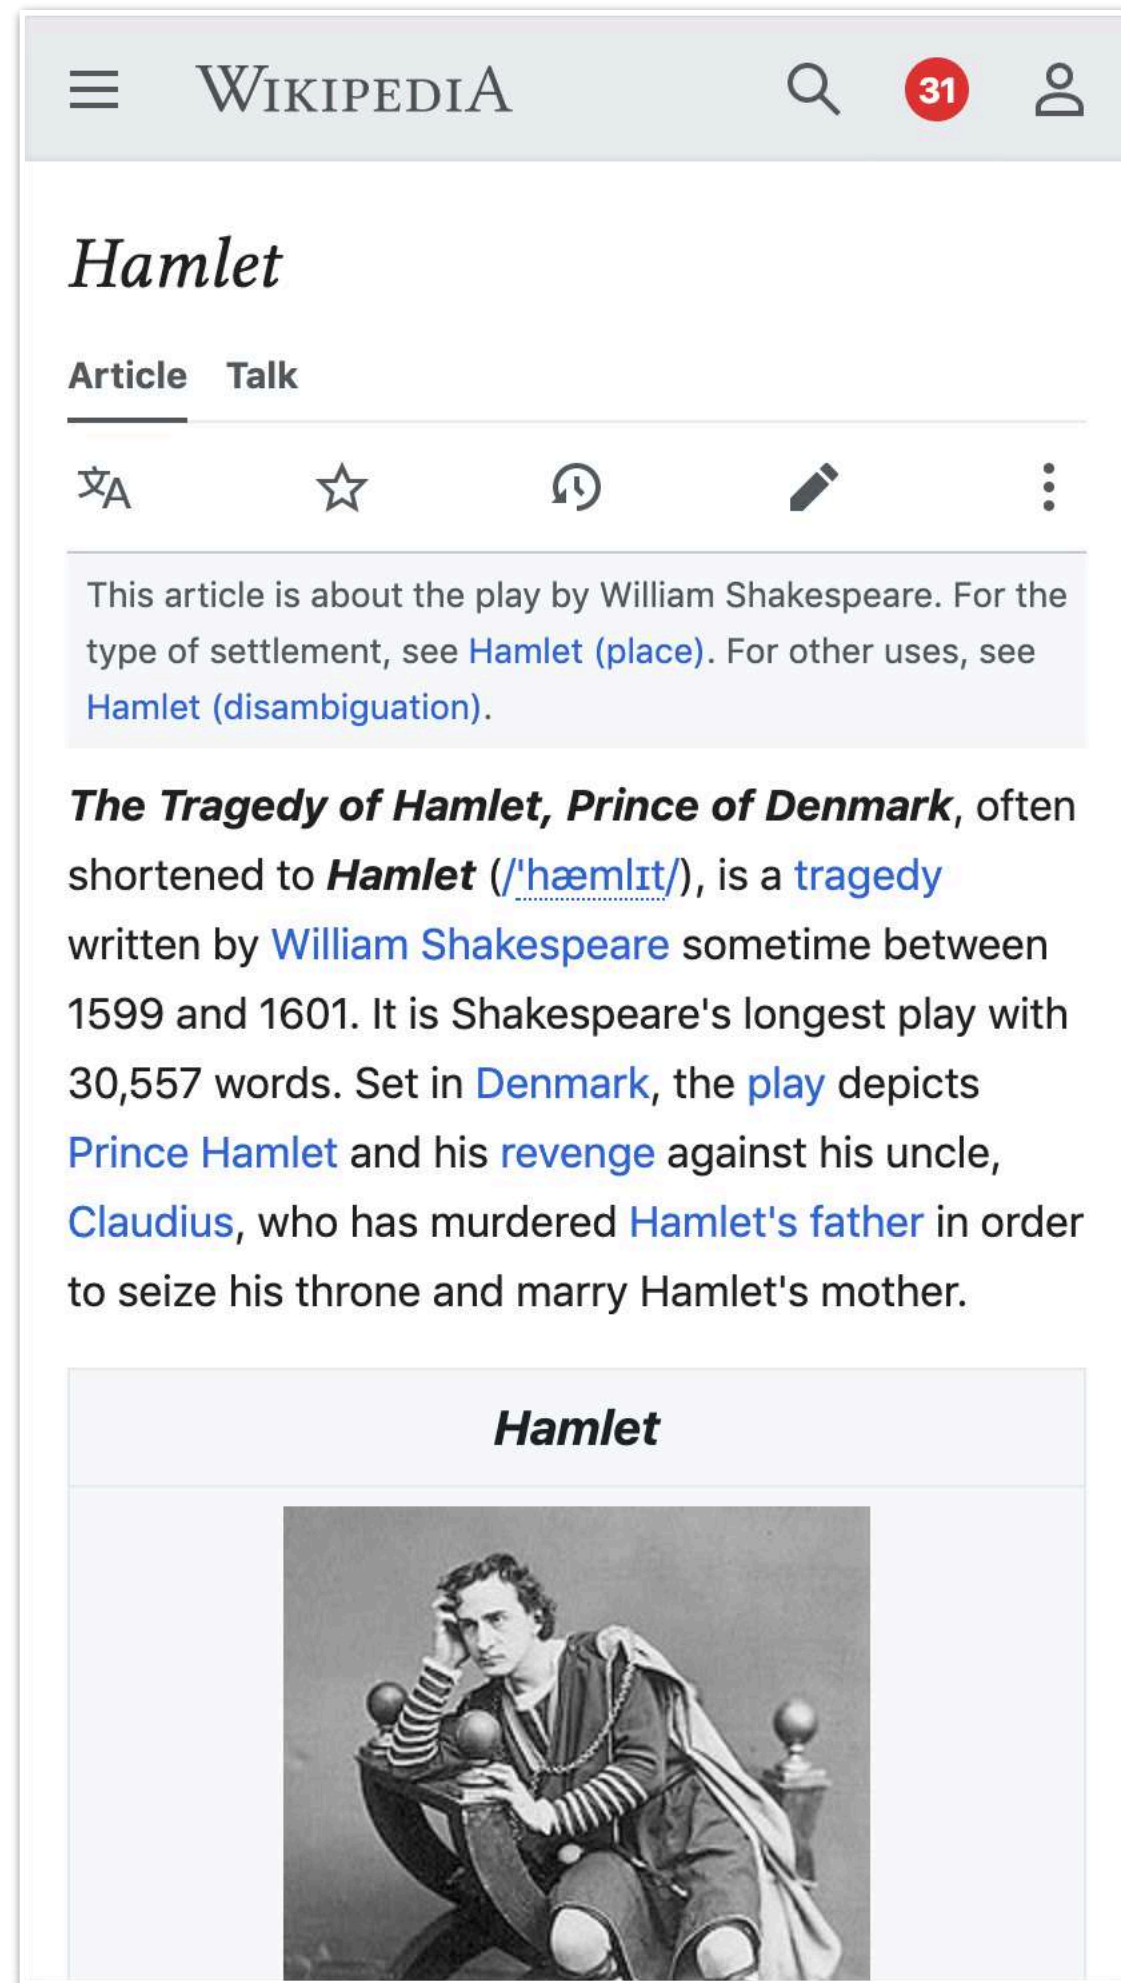 WIKIPEDIA
31
Hamlet
Article Talk
文A
This article is about the play by William Shakespeare. For the
type of settlement, see Hamlet (place). For other uses, see
Hamlet (disambiguation).
The Tragedy of Hamlet, Prince of Denmark, often
shortened to Hamlet (/ˈhæmlɪt/), is a tragedy
written by William Shakespeare sometime between
1599 and 1601. It is Shakespeare's longest play with
30,557 words. Set in Denmark, the play depicts
Prince Hamlet and his revenge against his uncle,
Claudius, who has murdered Hamlet's father in order
to seize his throne and marry Hamlet's mother.
Hamlet